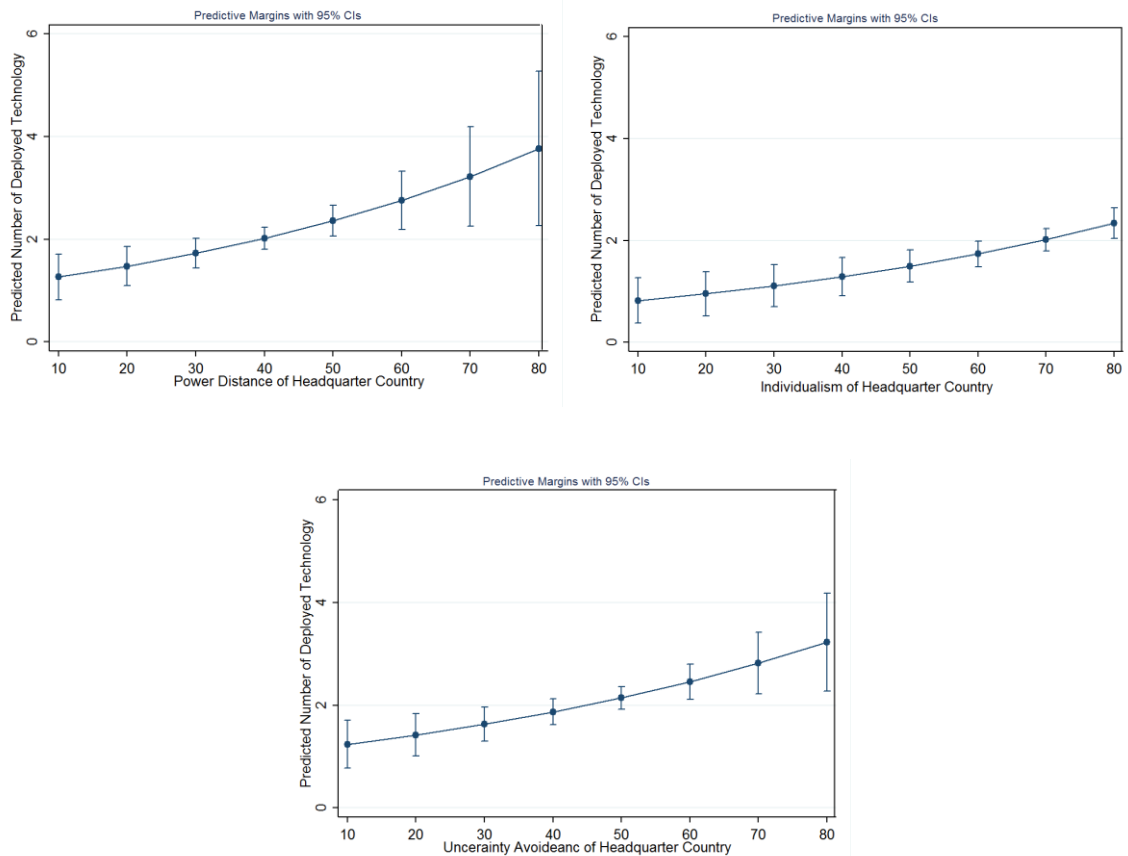 Predictive Margins with 95% CIs
Predicted Number of Deployed Technology
6
4
2
0
10 20 30 40 50 60 70 80
Power Distance of Headquarter Country
Predictive Margins with 95% CIs
Predicted Number of Deployed Technology
6
4
2
0
10 20 30 40 50 60 70 80
Individualism of Headquarter Country
Predictive Margins with 95% CIs
Predicted Number of Deployed Technology
6
4
2
0
10 20 30 40 50 60 70 80
Uncerainty Avoideanc of Headquarter Country